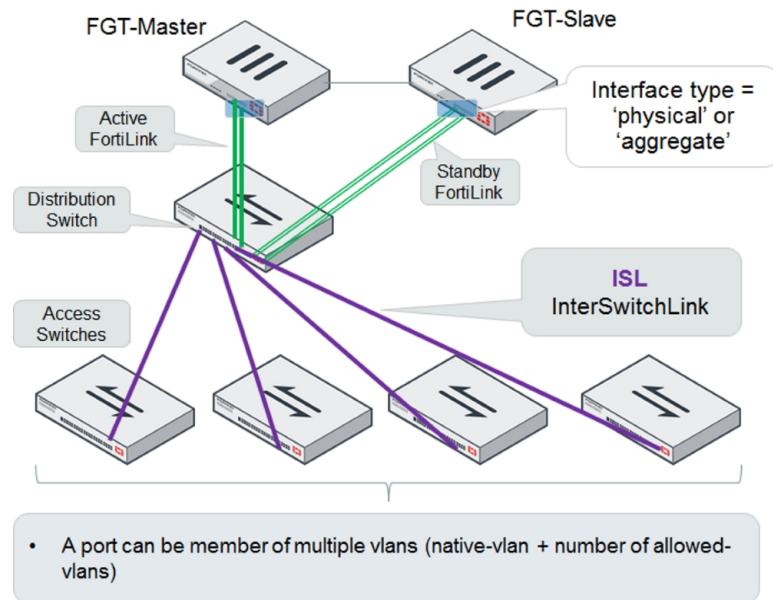 FGT-Master
FGT-Slave
Interface type =
‘physical’ or
‘aggregate’
Active
FortiLink
Standby
FortiLink
Distribution
Switch
ISL
InterSwitchLink
Access
Switches
• A port can be member of multiple vlans (native-vlan + number of allowed-
vlans)